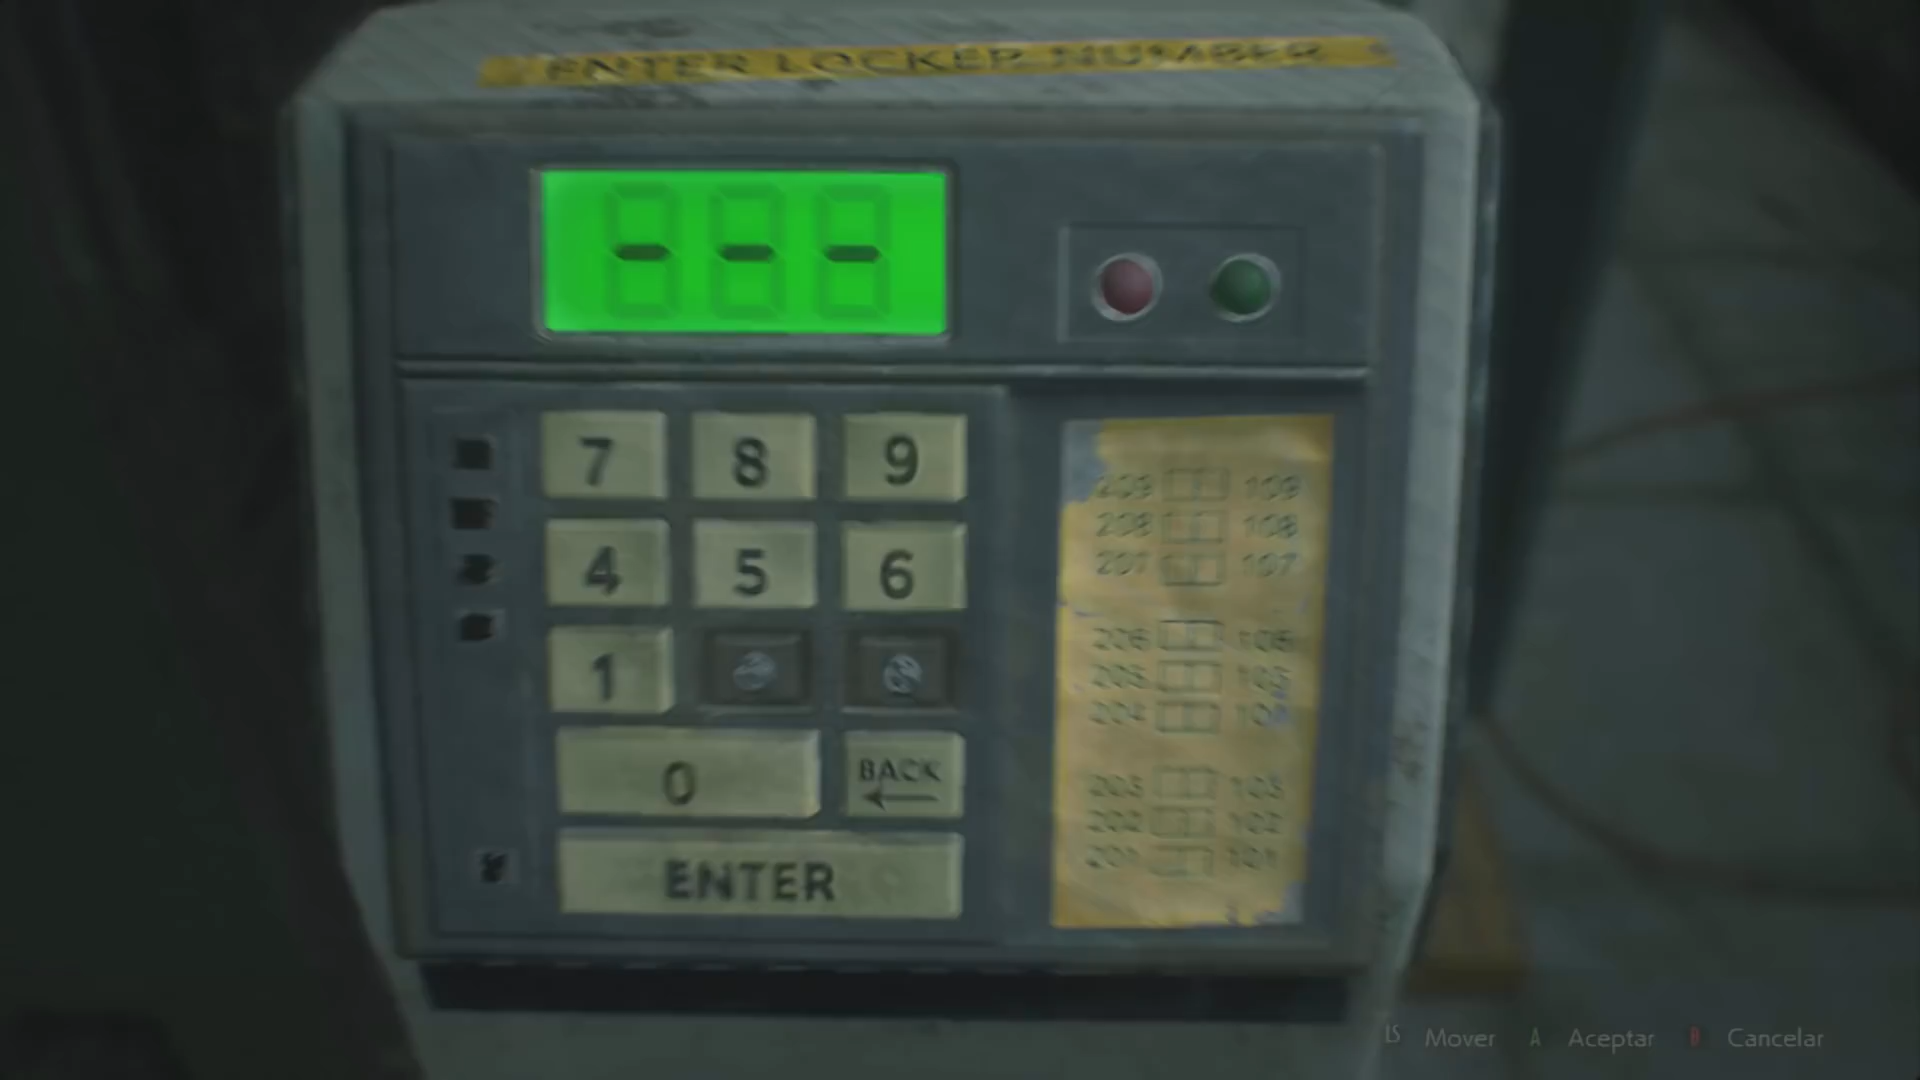 ENTER LOCKER NUMBER
7 8 9
4 5 6
1
0 BACK
ENTER
209 109
208 108
207 107
206 106
205
204
203 103
202 102
201 101
LS Mover A Aceptar B Cancelar